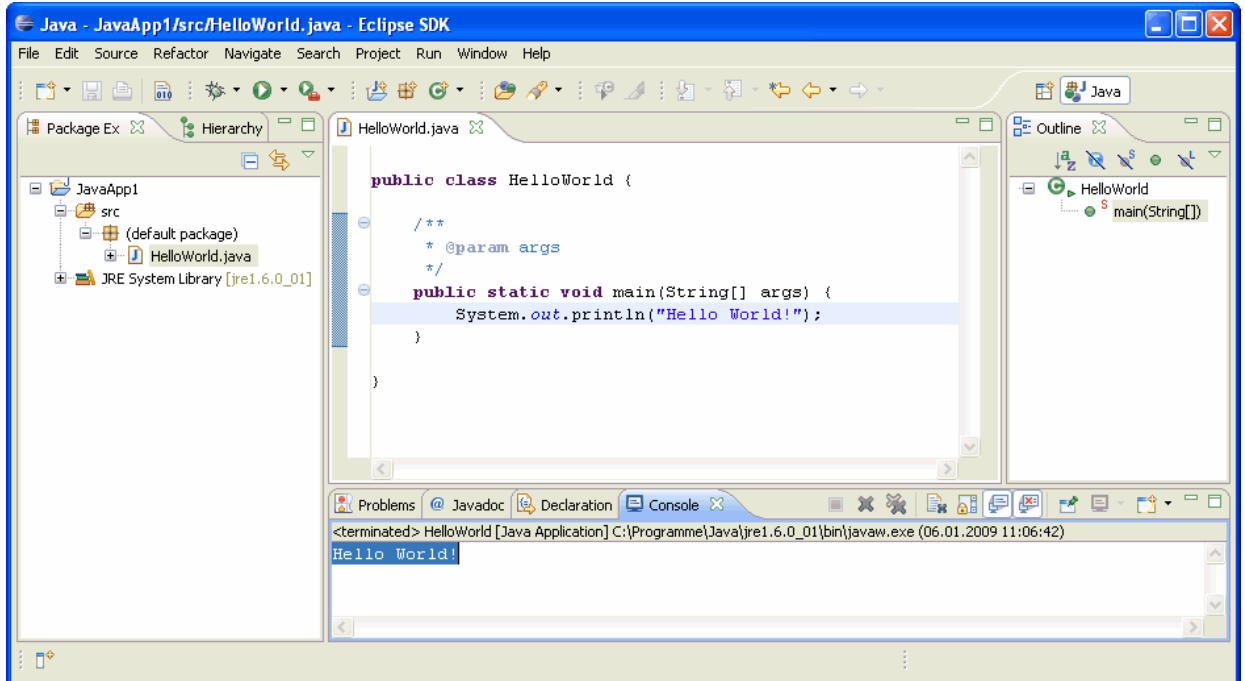 Java - JavaApp1/src/HelloWorld.java - Eclipse SDK
File Edit Source Refactor Navigate Search Project Run Window Help
010
Java
Package Ex Hierarchy
JavaApp1
src
(default package)
HelloWorld.java
JRE System Library [jre1.6.0_01]
HelloWorld.java
public class HelloWorld {
/**
* @param args
*/
public static void main(String[] args) {
System.out.println("Hello World!");
}
}
Outline
HelloWorld
main(String[])
Problems @ Javadoc Declaration Console
<terminated> HelloWorld [Java Application] C:\Programme\Java\jre1.6.0_01\bin\javaw.exe (06.01.2009 11:06:42)
Hello World!